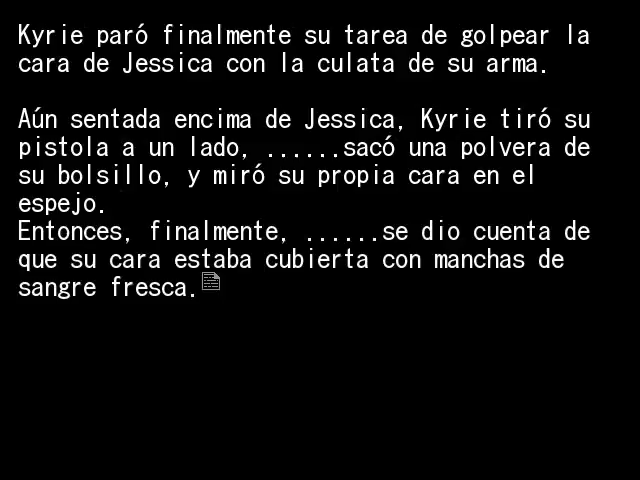 Kyrie paró finalmente su tarea de golpear la
cara de Jessica con la culata de su arma.
Aún sentada encima de Jessica, Kyrie tiró su
pistola a un lado, ......sacó una polvera de
su bolsillo, y miró su propia cara en el
espejo.
Entonces, finalmente, ......se dio cuenta de
que su cara estaba cubierta con manchas de
sangre fresca.